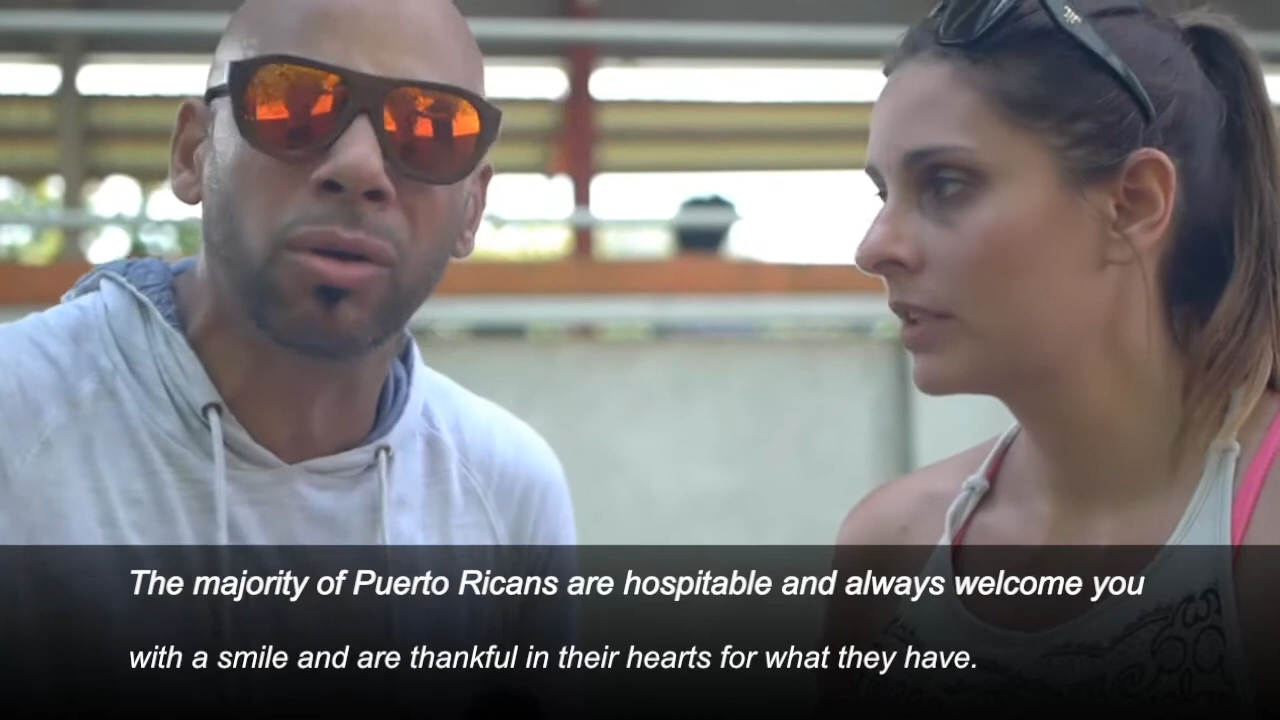 The majority of Puerto Ricans are hospitable and always welcome you
with a smile and are thankful in their hearts for what they have.